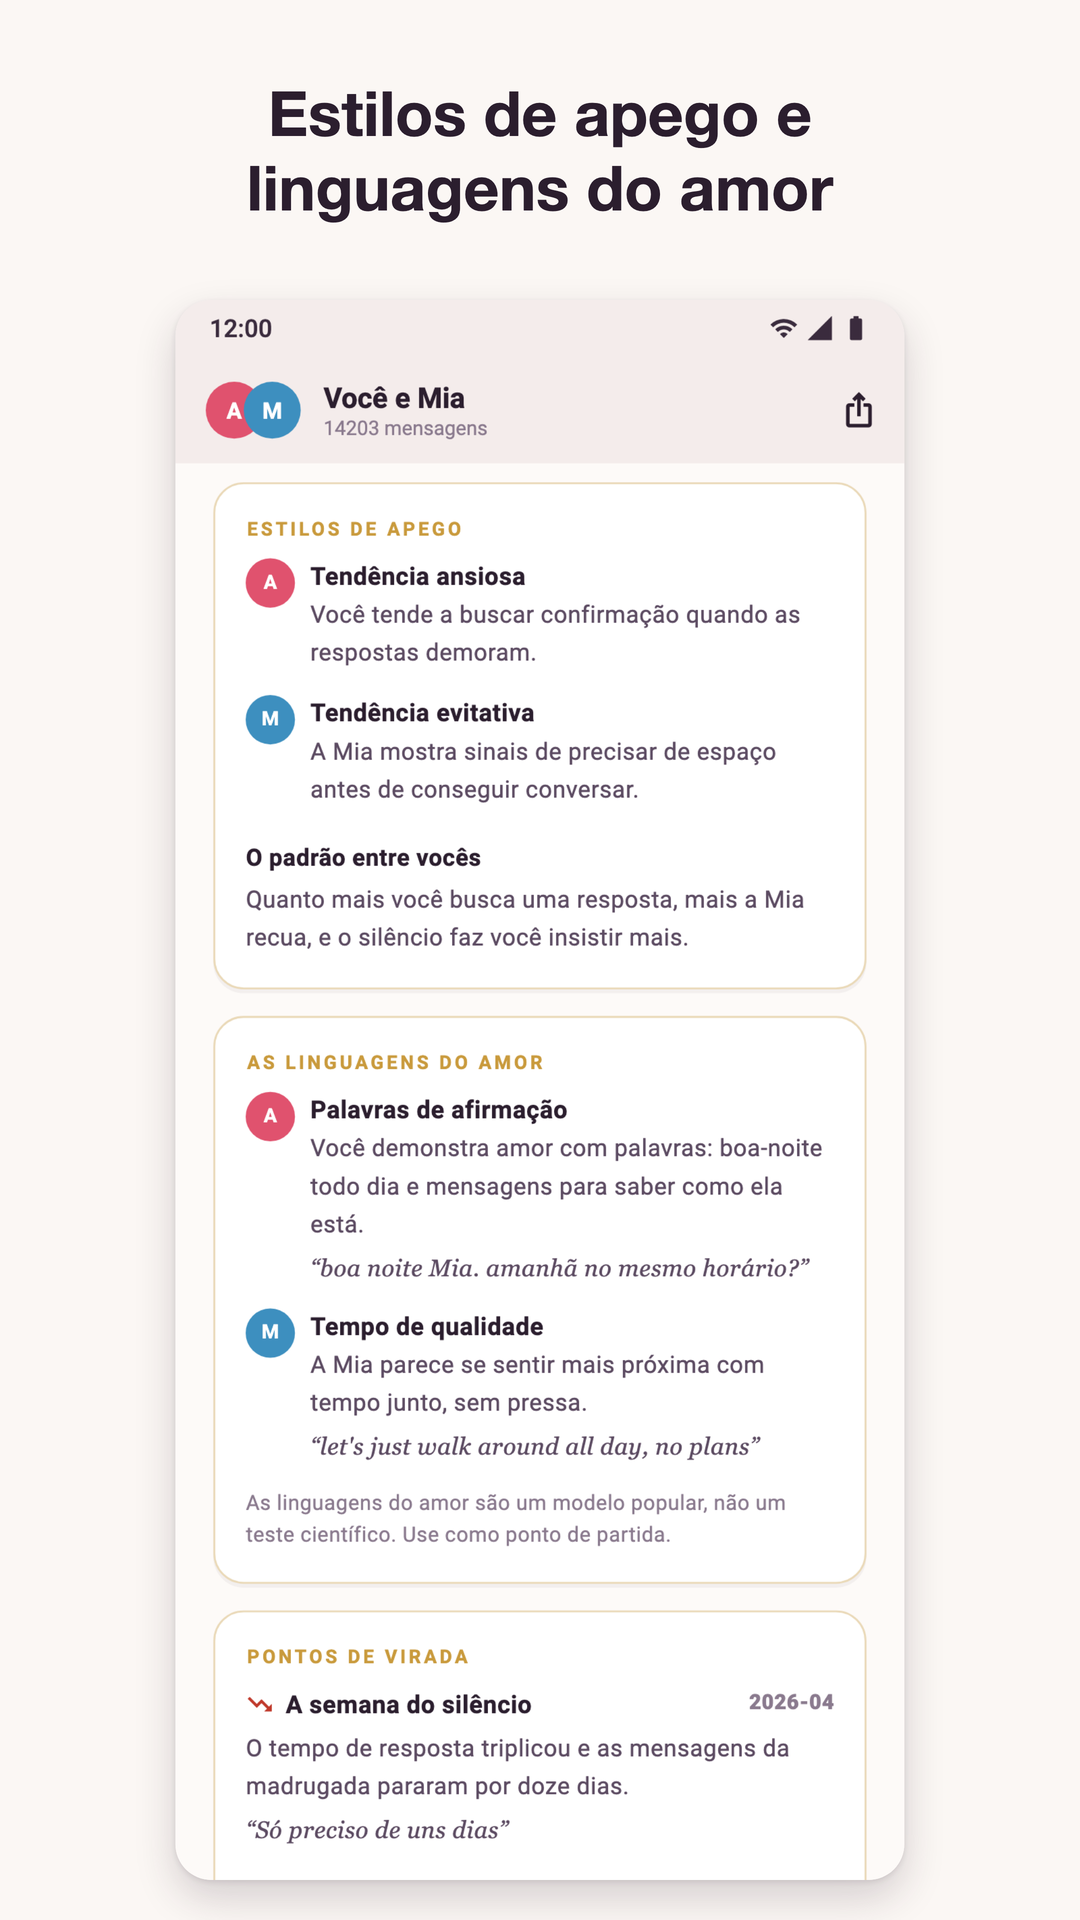 Estilos de apego e
linguagens do amor
12:00
A
M
Você e Mia
14203 mensagens
ESTILOS DE APEGO
A
Tendência ansiosa
Você tende a buscar confirmação quando as
respostas demoram.
M
Tendência evitativa
A Mia mostra sinais de precisar de espaço
antes de conseguir conversar.
O padrão entre vocês
Quanto mais você busca uma resposta, mais a Mia
recua, e o silêncio faz você insistir mais.
AS LINGUAGENS DO AMOR
A
Palavras de afirmação
Você demonstra amor com palavras: boa-noite
todo dia e mensagens para saber como ela
está.
“boa noite Mia. amanhã no mesmo horário?”
M
Tempo de qualidade
A Mia parece se sentir mais próxima com
tempo junto, sem pressa.
“let's just walk around all day, no plans”
As linguagens do amor são um modelo popular, não um
teste científico. Use como ponto de partida.
PONTOS DE VIRADA
A semana do silêncio
2026-04
O tempo de resposta triplicou e as mensagens da
madrugada pararam por doze dias.
“Só preciso de uns dias”